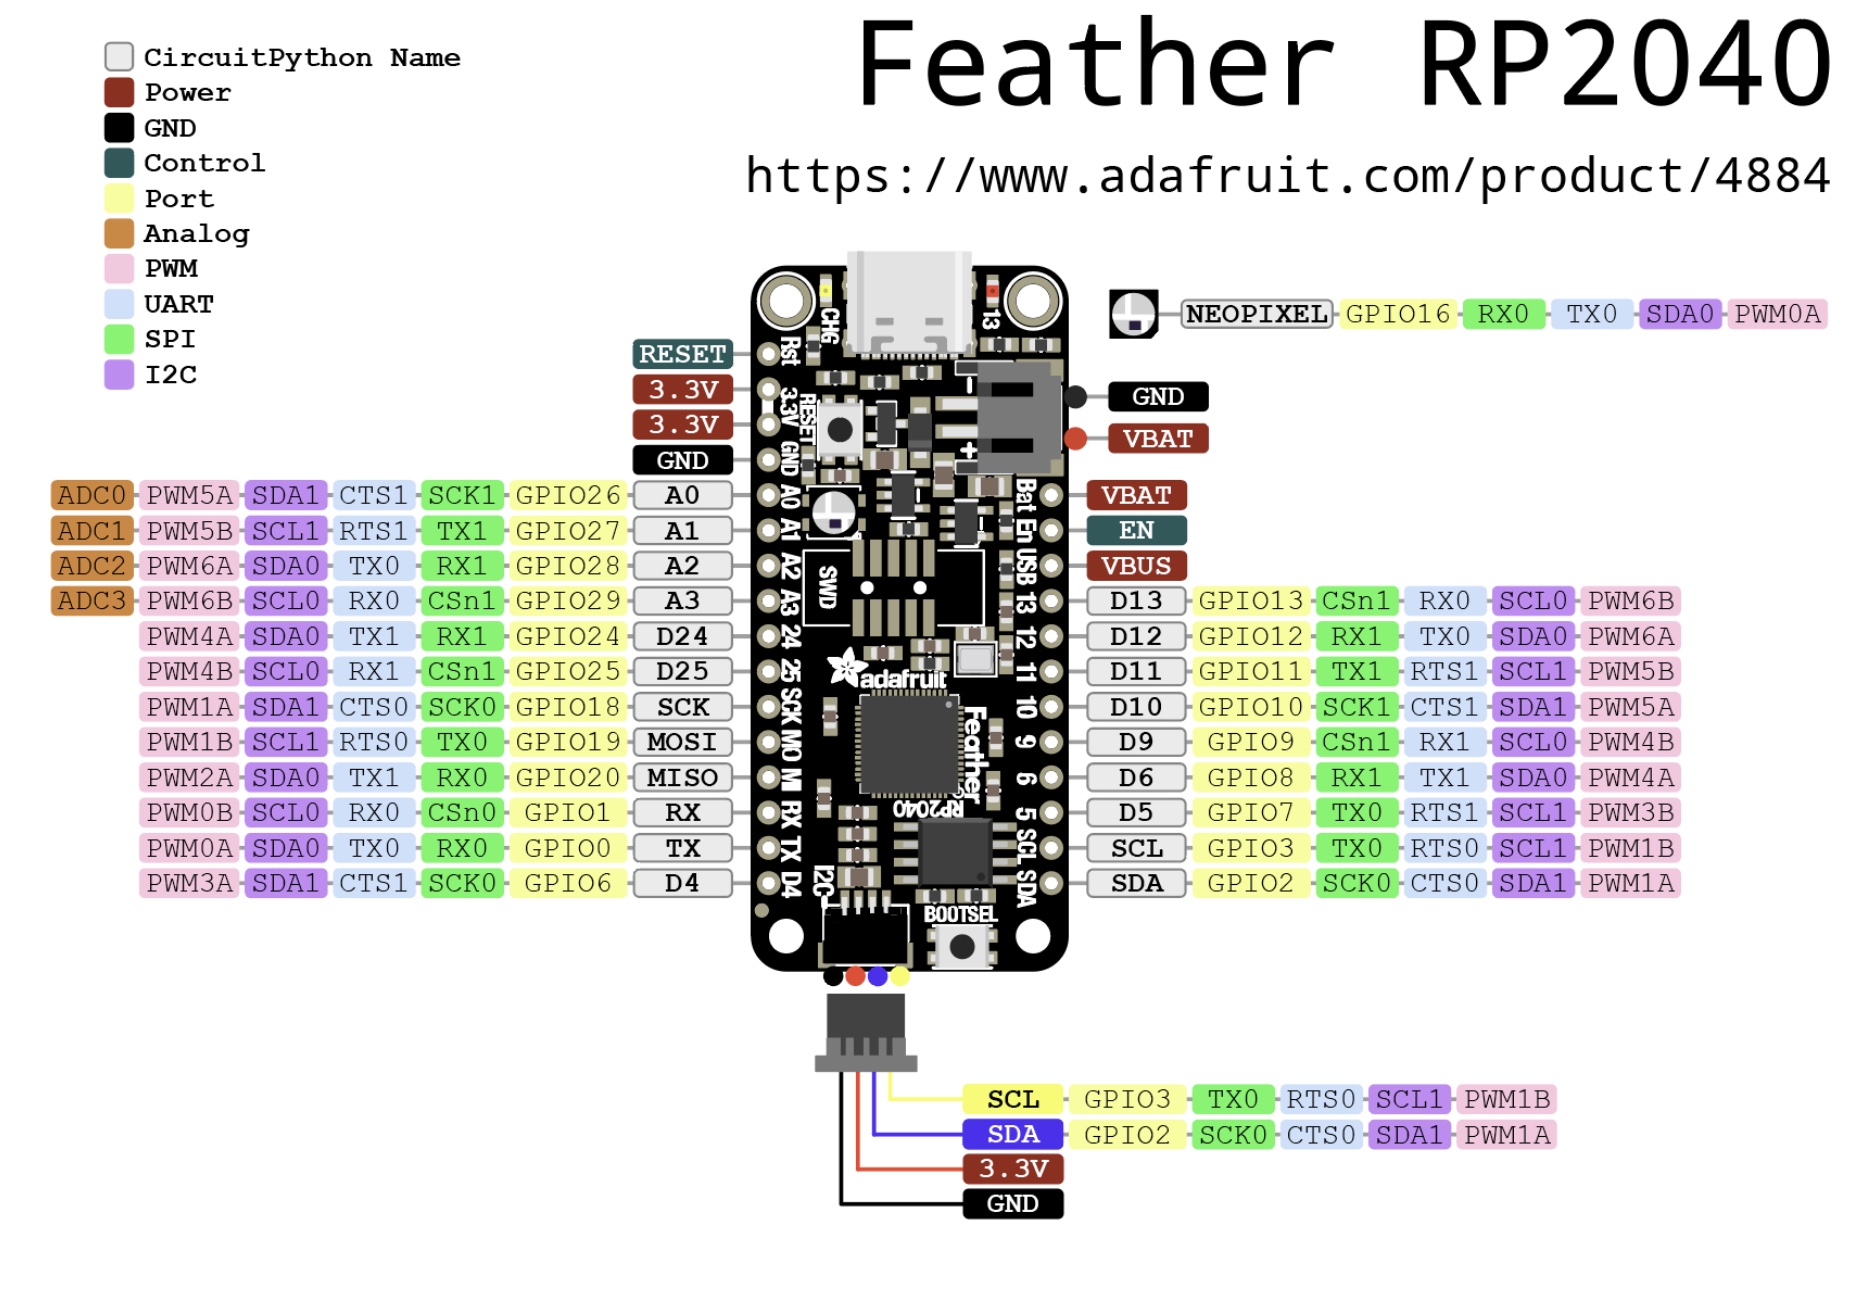 Feather RP2040
https://www.adafruit.com/product/4884
CircuitPython Name
Power
GND
Control
Port
Analog
PWM
UART
SPI
I2C
NEOPIXEL GPIO16 RX0 TX0 SDA0 PWM0A
RESET
3.3V
3.3V
GND
ADC0 PWM5A SDA1 CTS1 SCK1 GPIO26 A0
ADC1 PWM5B SCL1 RTS1 TX1 GPIO27 A1
ADC2 PWM6A SDA0 TX0 RX1 GPIO28 A2
ADC3 PWM6B SCL0 RX0 CSn1 GPIO29 A3
PWM4A SDA0 TX1 RX1 GPIO24 D24
PWM4B SCL0 RX1 CSn1 GPIO25 D25
PWM1A SDA1 CTS0 SCK0 GPIO18 SCK
PWM1B SCL1 RTS0 TX0 GPIO19 MOSI
PWM2A SDA0 TX1 RX0 GPIO20 MISO
PWM0B SCL0 RX0 CSn0 GPIO1 RX
PWM0A SDA0 TX0 RX0 GPIO0 TX
PWM3A SDA1 CTS1 SCK0 GPIO6 D4
CHG
13
Rst 3.3V GND A0 A1 A2 A3 24 25 SCK MO MI RX TX D4
RESET
-
+
SWD
adafruit
Feather
RP2040
I2C
BOOTSEL
Bat En USB 13 12 11 10 9 6 5 SCL SDA
GND
VBAT
VBAT
EN
VBUS
D13 GPIO13 CSn1 RX0 SCL0 PWM6B
D12 GPIO12 RX1 TX0 SDA0 PWM6A
D11 GPIO11 TX1 RTS1 SCL1 PWM5B
D10 GPIO10 SCK1 CTS1 SDA1 PWM5A
D9 GPIO9 CSn1 RX1 SCL0 PWM4B
D6 GPIO8 RX1 TX1 SDA0 PWM4A
D5 GPIO7 TX0 RTS1 SCL1 PWM3B
SCL GPIO3 TX0 RTS0 SCL1 PWM1B
SDA GPIO2 SCK0 CTS0 SDA1 PWM1A
SCL GPIO3 TX0 RTS0 SCL1 PWM1B
SDA GPIO2 SCK0 CTS0 SDA1 PWM1A
3.3V
GND